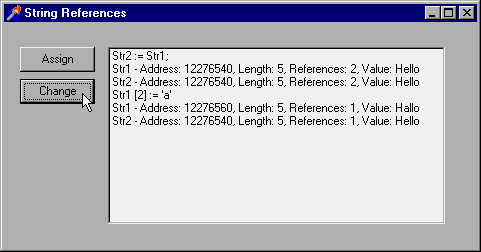 String References
Assign
Change
Str2 := Str1;
Str1 - Address: 12276540, Length: 5, References: 2, Value: Hello
Str2 - Address: 12276540, Length: 5, References: 2, Value: Hello
Str1 [2] := 'a'
Str1 - Address: 12276560, Length: 5, References: 1, Value: Hallo
Str2 - Address: 12276540, Length: 5, References: 1, Value: Hallo